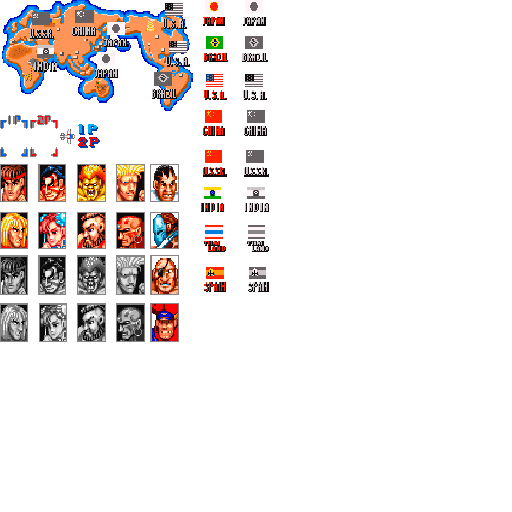 U.S.A. JAPAN JAPAN
U.S.S.R. CHINA
JAPAN
U.S.A. BRAZIL BRAZIL
INDIA JAPAN
BRAZIL U.S.A. U.S.A.
1P 2P 1P CHINA CHINA
2P
U.S.S.R. U.S.S.R.
INDIA INDIA
THAILAND THAILAND
SPAIN SPAIN